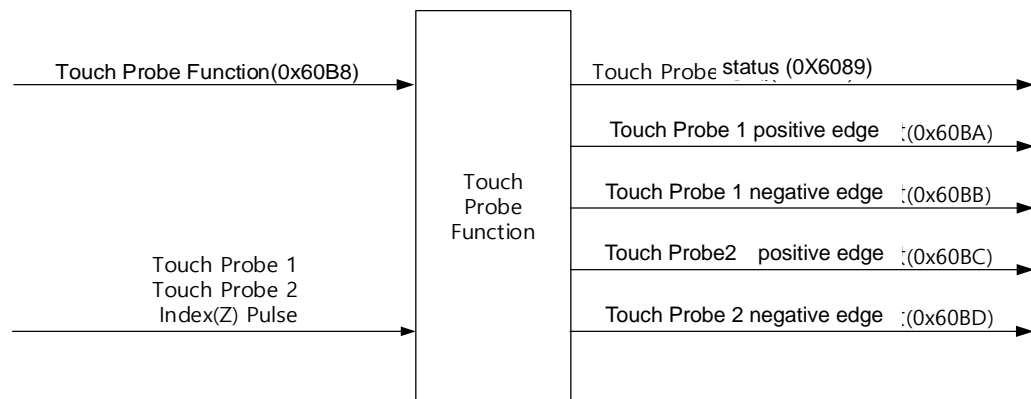 Touch Probe Function(0x60B8)
Touch Probe status (0X6089)
Touch Probe 1 positive edge (0x60BA)
Touch Probe 1 negative edge (0x60BB)
Touch
Probe
Function
Touch Probe 1
Touch Probe 2
Index(Z) Pulse
Touch Probe2 positive edge (0x60BC)
Touch Probe 2 negative edge (0x60BD)